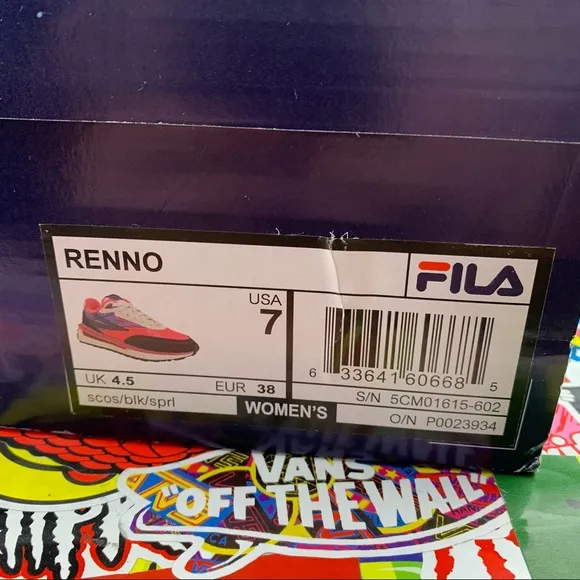 RENNO
FILA
USA
7
UK 4.5
EUR 38
scos/blk/sprl
WOMEN'S
6 33641 60668 5
S/N 5CM01615-602
O/N P0023934
VANS
"OFF THE WALL"